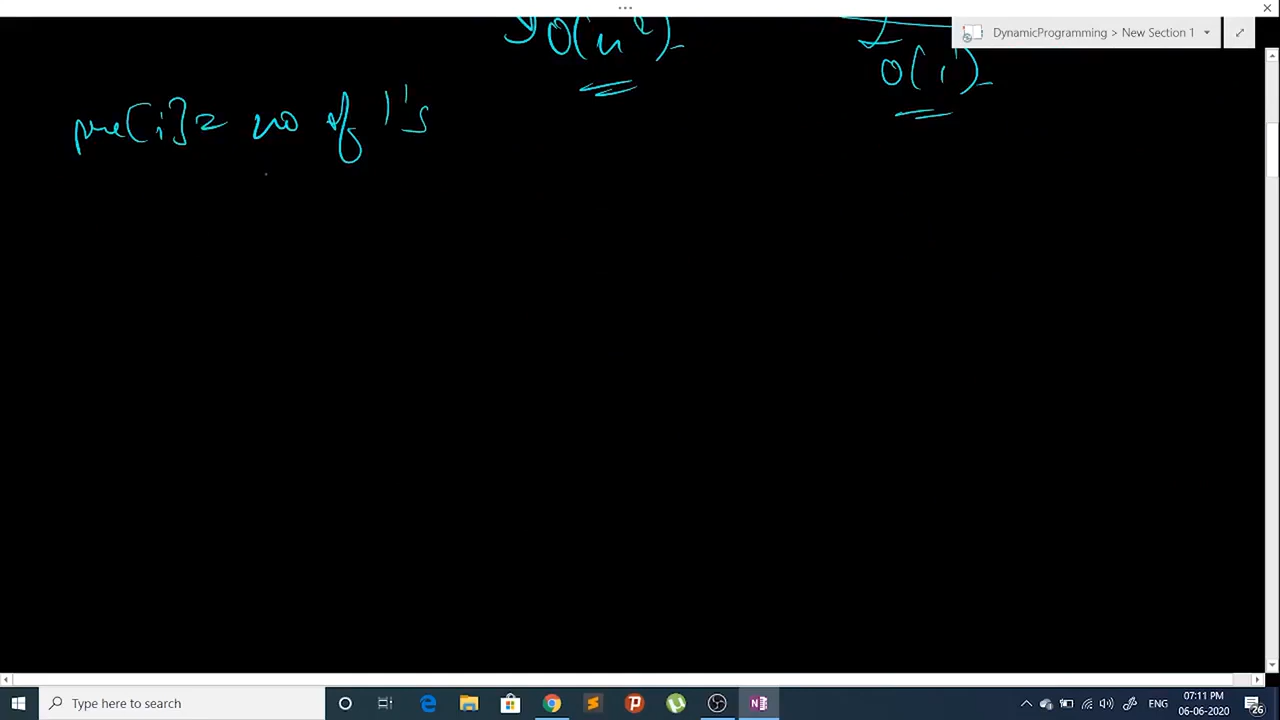 DynamicProgramming > New Section 1
O(n²)
O(i)
pre[i] = no of 1's
Type here to search
ENG
07:11 PM
06-06-2020
26